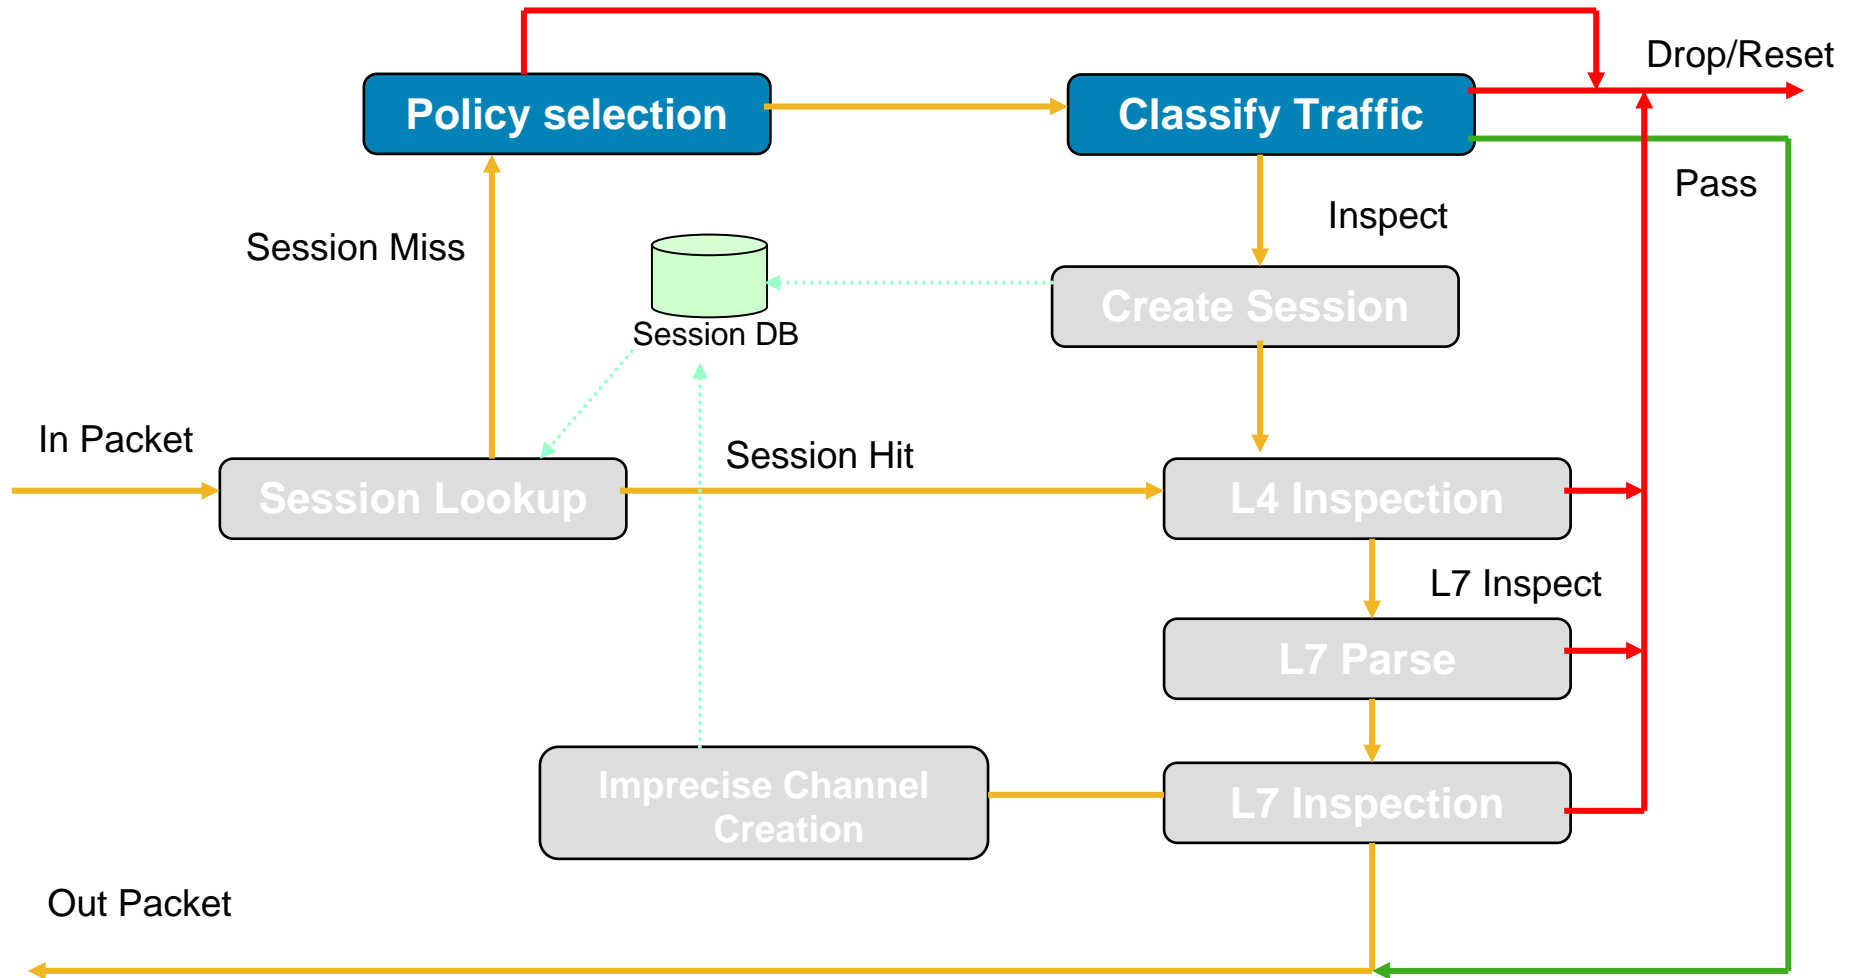 Drop/Reset
Policy selection
Classify Traffic
Pass
Inspect
Session Miss
Create Session
Session DB
In Packet
Session Hit
Session Lookup
L4 Inspection
L7 Inspect
L7 Parse
Imprecise Channel
Creation
L7 Inspection
Out Packet